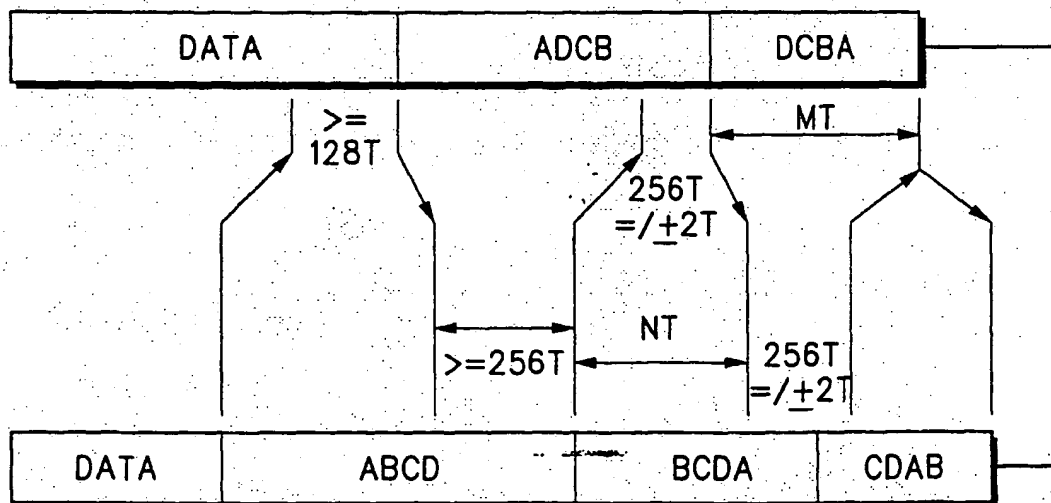 DATA ADCB DCBA
>=
128T
MT
256T
=/±2T
NT
>=256T
256T
=/±2T
DATA ABCD BCDA CDAB